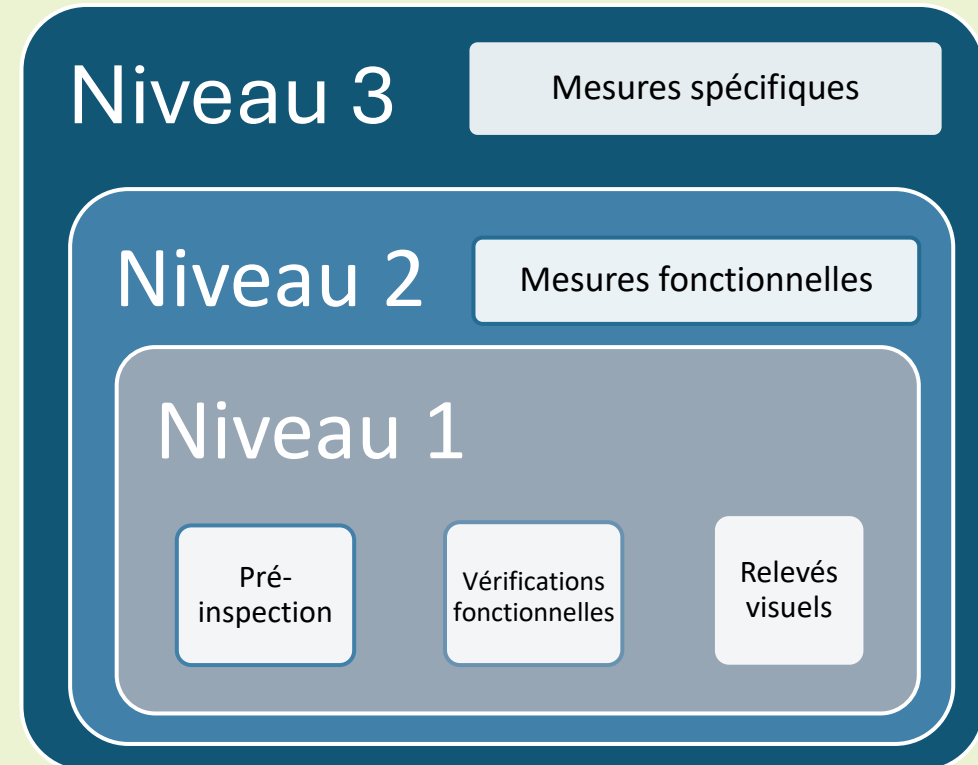 Niveau 3
Mesures spécifiques
Niveau 2
Mesures fonctionnelles
Niveau 1
Pré-
inspection
Vérifications
fonctionnelles
Relevés
visuels